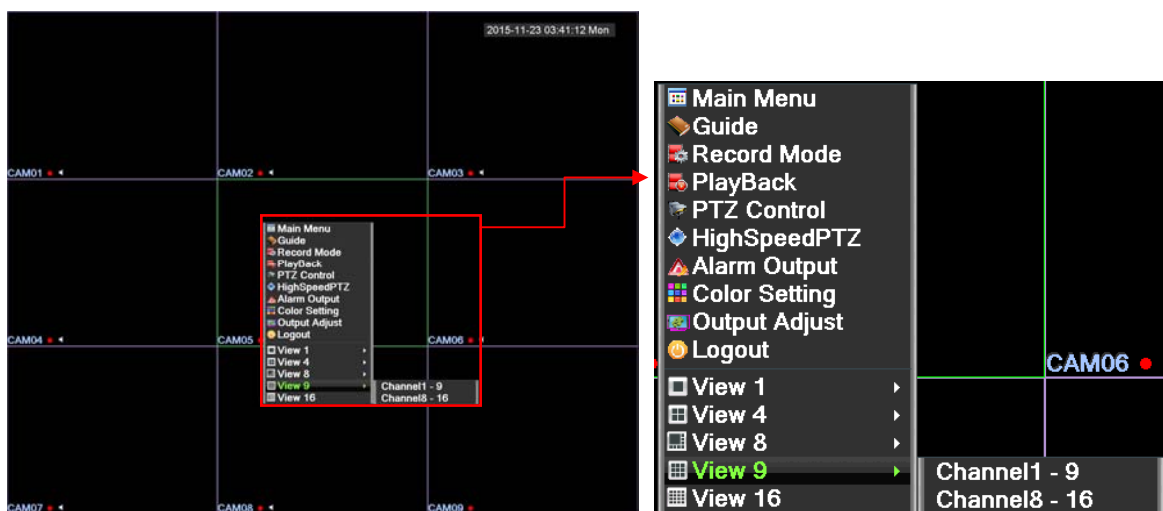 2015-11-23 03:41:12 Mon
CAM01
CAM02
CAM03
Main Menu
Guide
Record Mode
PlayBack
PTZ Control
HighSpeedPTZ
Alarm Output
Color Setting
Output Adjust
Logout
CAM04
CAM05
CAM06
View 1
View 4
View 8
View 9
Channel1 - 9
View 16
Channel8 - 16
CAM07
CAM08
CAM09
Main Menu
Guide
Record Mode
PlayBack
PTZ Control
HighSpeedPTZ
Alarm Output
Color Setting
Output Adjust
Logout
CAM06
View 1
View 4
View 8
View 9
Channel1 - 9
View 16
Channel8 - 16